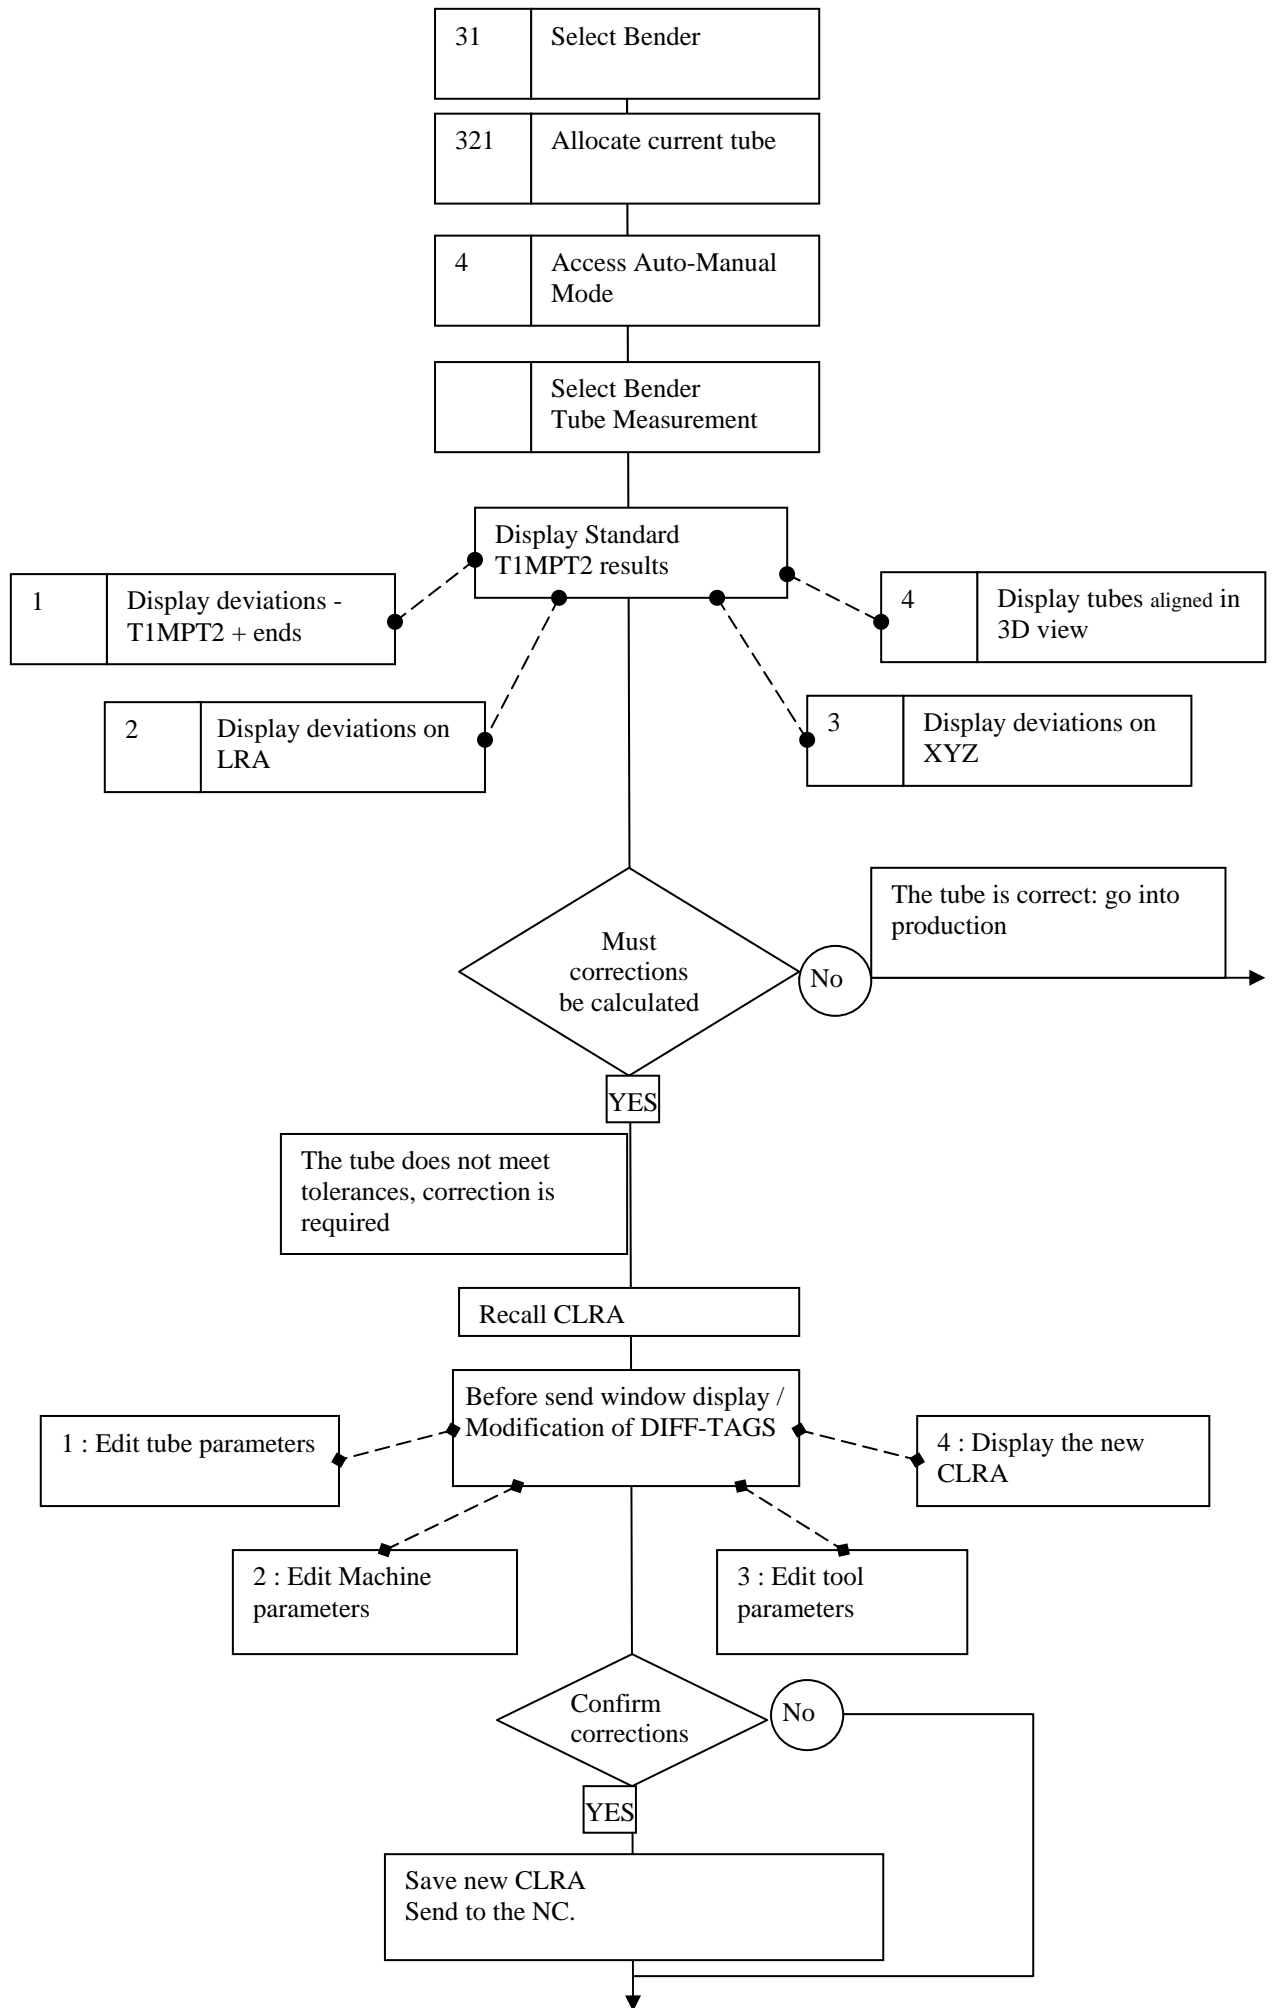 31
Select Bender
321
Allocate current tube
4
Access Auto-Manual
Mode
Select Bender
Tube Measurement
Display Standard
T1MPT2 results
1
Display deviations -
T1MPT2 + ends
4
Display tubes aligned in
3D view
2
Display deviations on
LRA
3
Display deviations on
XYZ
The tube is correct: go into
production
Must
corrections
be calculated
No
YES
The tube does not meet
tolerances, correction is
required
Recall CLRA
Before send window display /
Modification of DIFF-TAGS
1 : Edit tube parameters
4 : Display the new
CLRA
2 : Edit Machine
parameters
3 : Edit tool
parameters
Confirm
corrections
No
YES
Save new CLRA
Send to the NC.